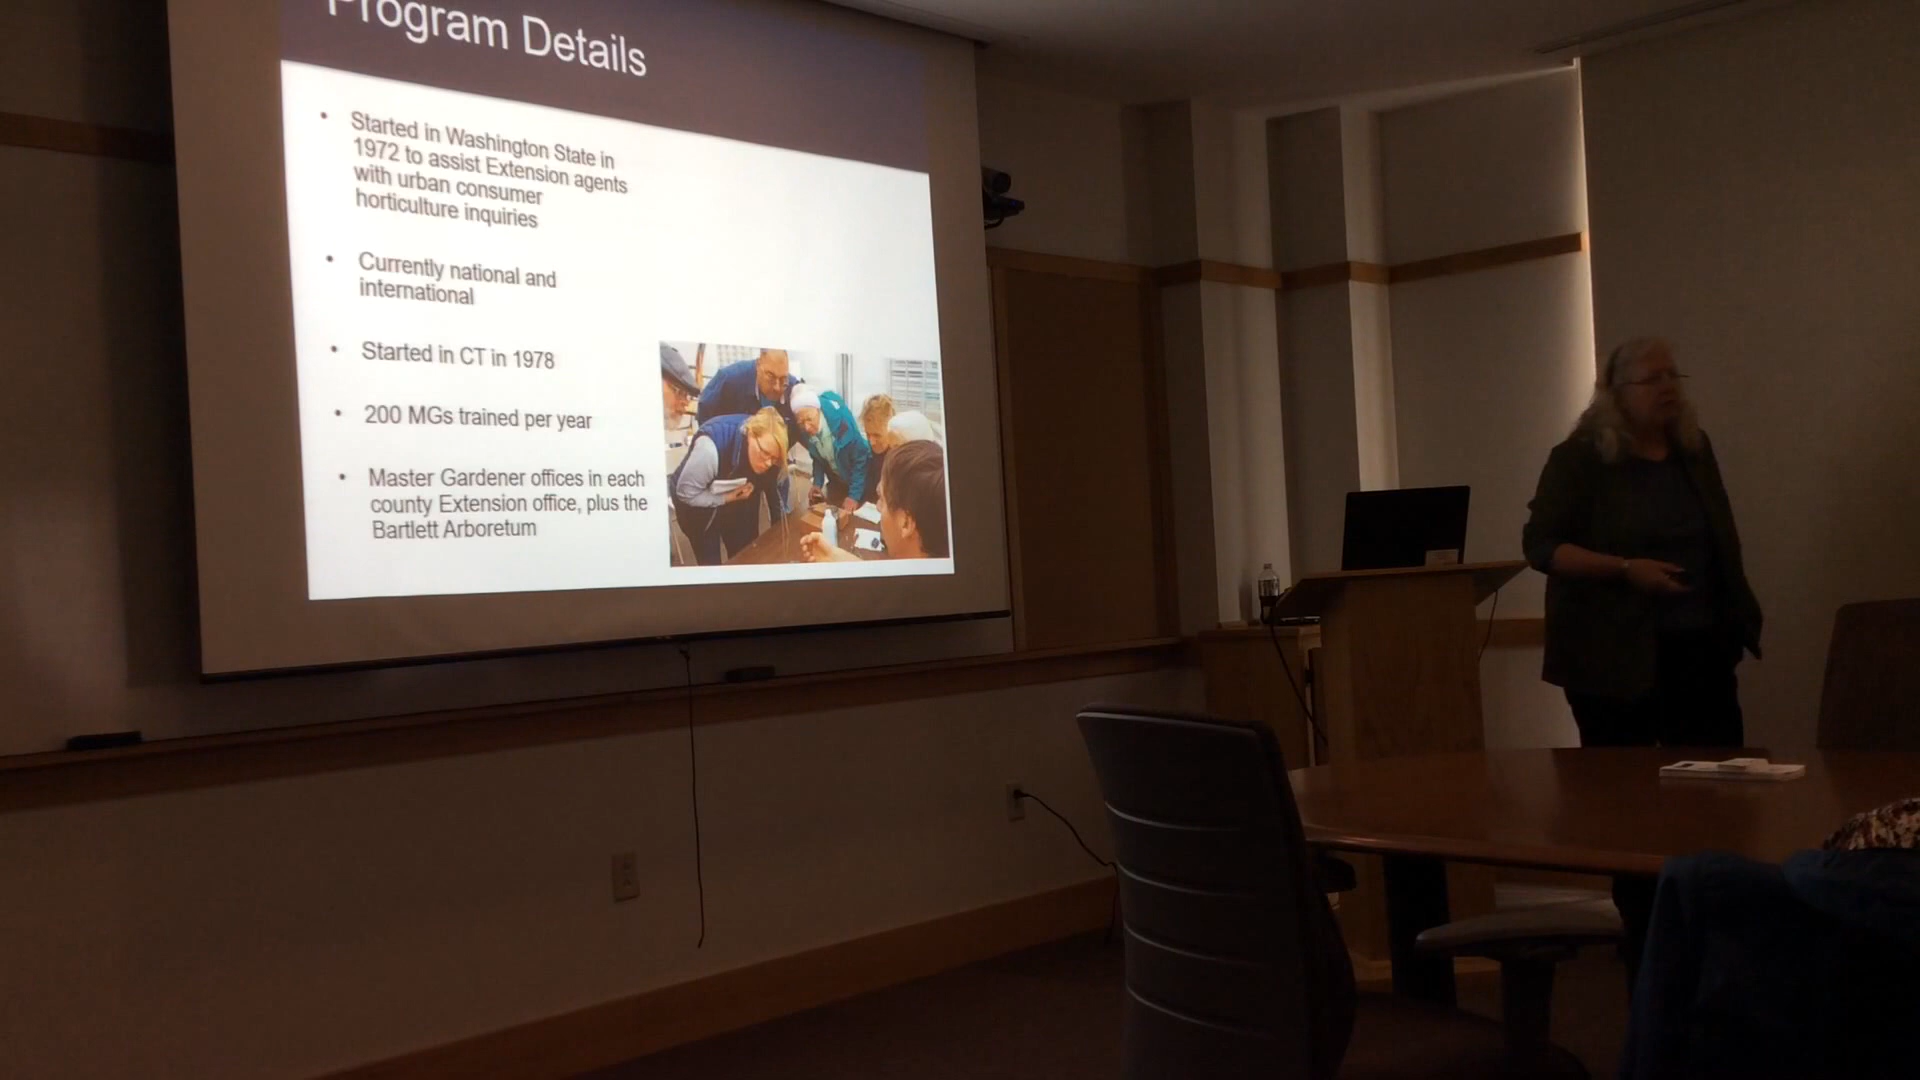 Program Details
• Started in Washington State in
1972 to assist Extension agents
with urban consumer
horticulture inquiries
• Currently national and
international
• Started in CT in 1978
• 200 MGs trained per year
• Master Gardener offices in each
county Extension office, plus the
Bartlett Arboretum